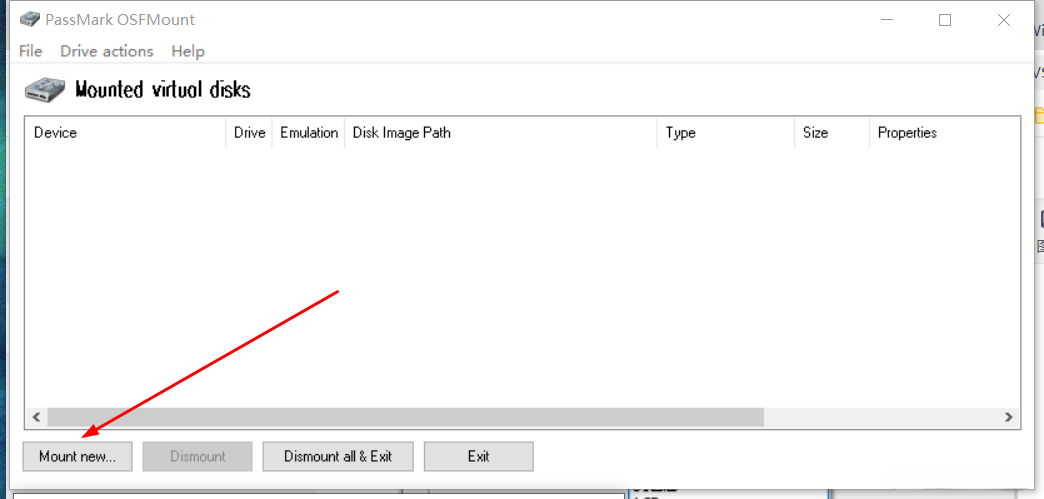 PassMark OSFMount
File Drive actions Help
Mounted virtual disks
Device Drive Emulation Disk Image Path Type Size Properties
Mount new... Dismount Dismount all & Exit Exit